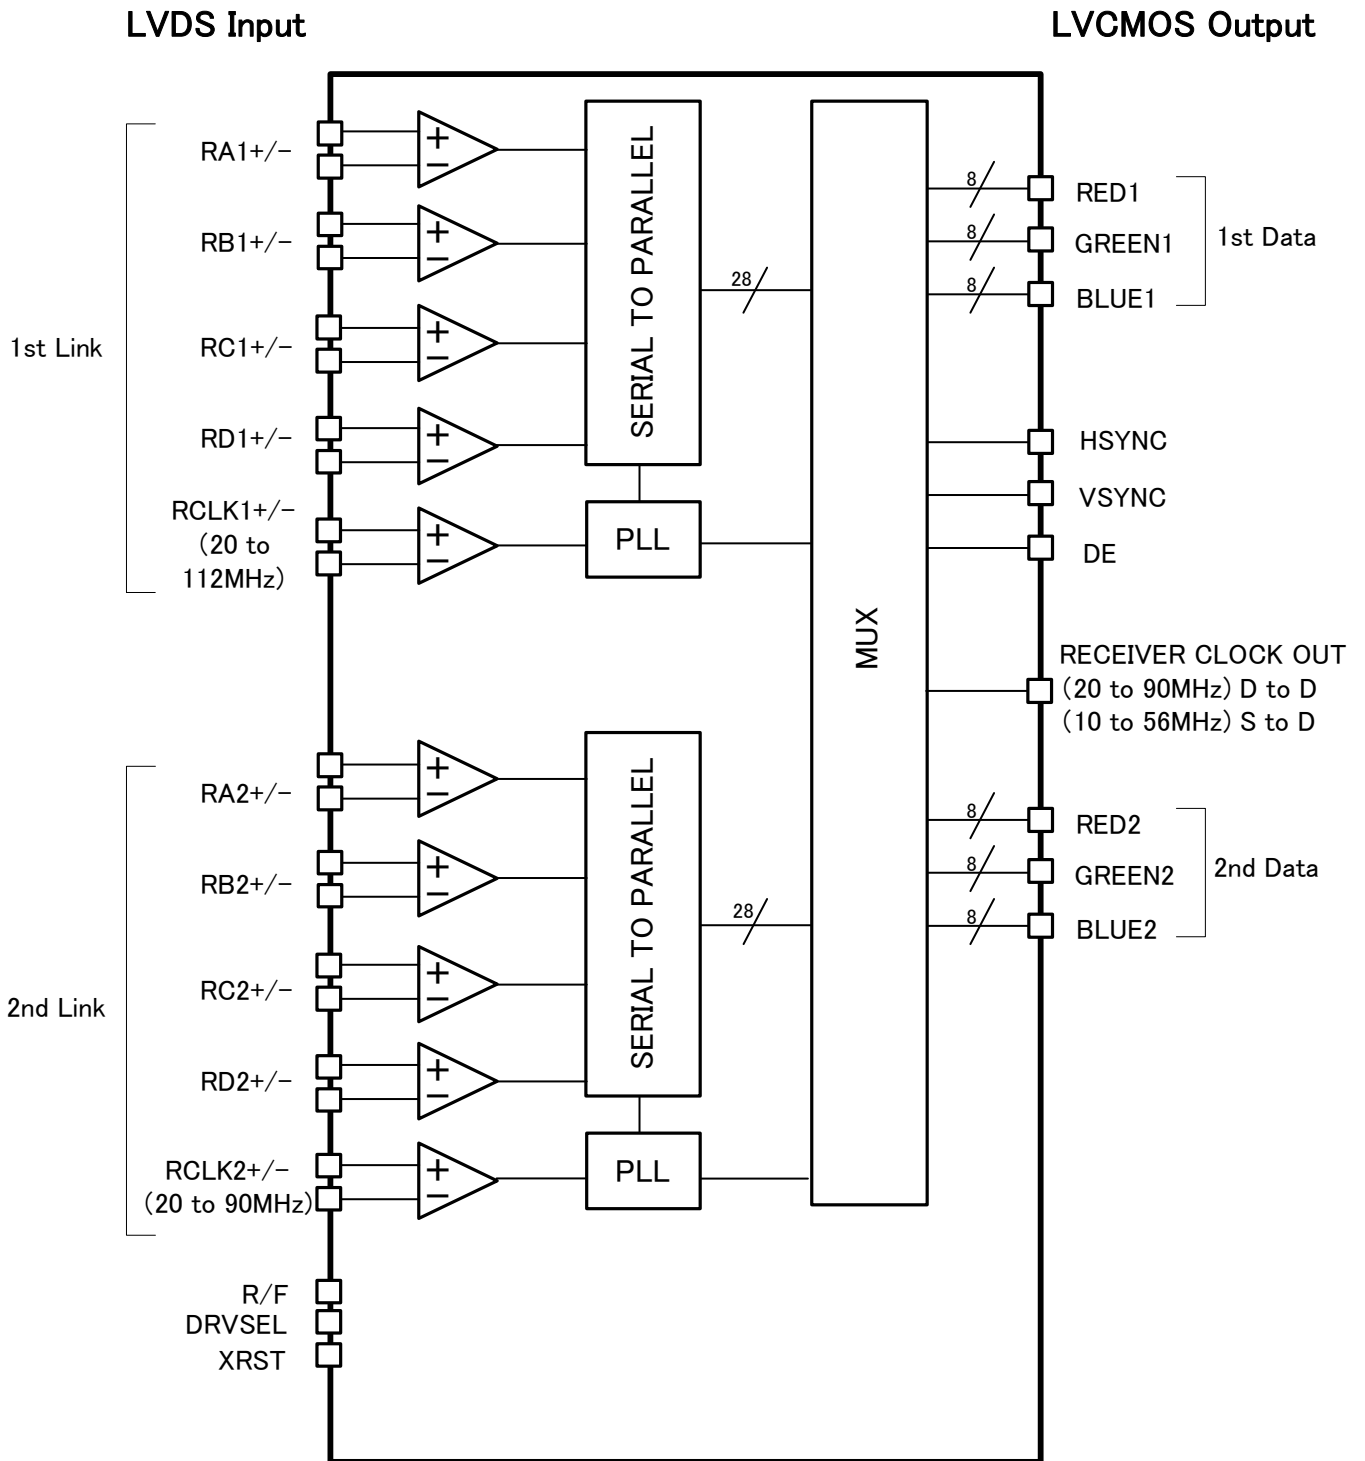 LVDS Input
LVCMOS Output
1st Link
RA1+/-
RB1+/-
RC1+/-
RD1+/-
RCLK1+/-
(20 to
112MHz)
+
-
+
-
+
-
+
-
+
-
SERIAL TO PARALLEL
PLL
28
2nd Link
RA2+/-
RB2+/-
RC2+/-
RD2+/-
RCLK2+/-
(20 to 90MHz)
+
-
+
-
+
-
+
-
+
-
SERIAL TO PARALLEL
PLL
28
R/F
DRVSEL
XRST
MUX
8
RED1
8
GREEN1
8
BLUE1
1st Data
HSYNC
VSYNC
DE
RECEIVER CLOCK OUT
(20 to 90MHz) D to D
(10 to 56MHz) S to D
8
RED2
8
GREEN2
8
BLUE2
2nd Data